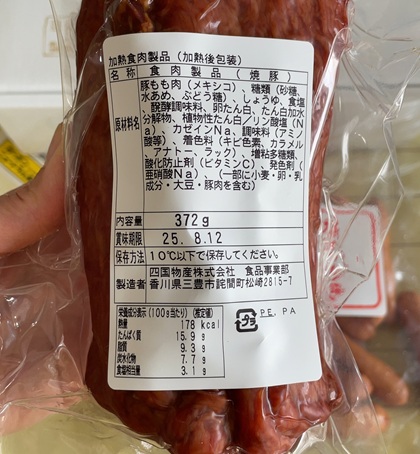 加熱食肉製品（加熱後包装）
名称 食肉製品（焼豚）
原材料名 豚もも肉（メキシコ）、糖類（砂糖、
水あめ、ぶどう糖）、しょうゆ、食塩
、醗酵調味料、卵たん白、たん白加水
分解物、植物性たん白/リン酸塩（Ｎ
ａ）、カゼインNa、調味料（アミノ
酸等）、着色料（キビ色素、カラメル
、アナトー、ラック）、増粘多糖類、
酸化防止剤（ビタミンC）、発色剤（
亜硝酸Na）、（一部に小麦・卵・乳
成分・大豆・豚肉を含む）
内容量 372g
賞味期限 25. 8.12
保存方法 10℃以下で保存してください。
製造者 四国物産株式会社 食品事業部
香川県三豊市詫間町松崎2815-7
栄養成分表示（100g当たり）（推定値）
熱量 178 kcal
たんぱく質 15.9 g
脂質 9.3 g
炭水化物 7.7 g
食塩相当量 3.1 g
プラ PE, PA